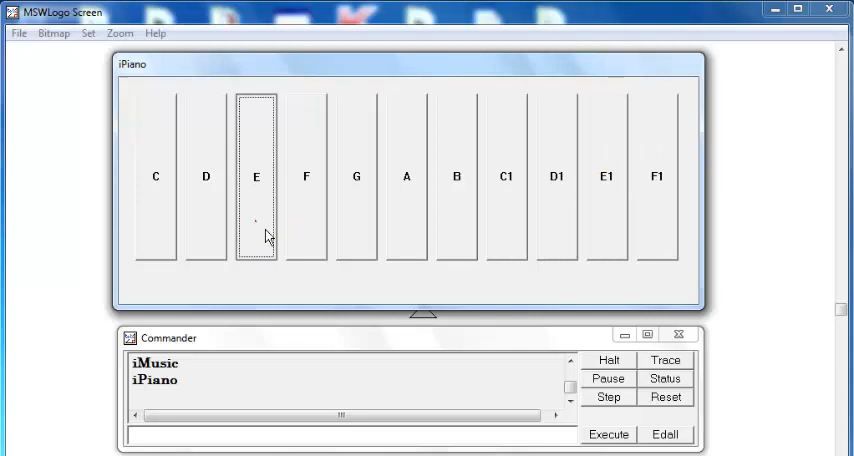 MSWLogo Screen
File Bitmap Set Zoom Help
iPiano
C D E F G A B C1 D1 E1 F1
Commander
iMusic
iPiano
Halt Trace
Pause Status
Step Reset
Execute Edall